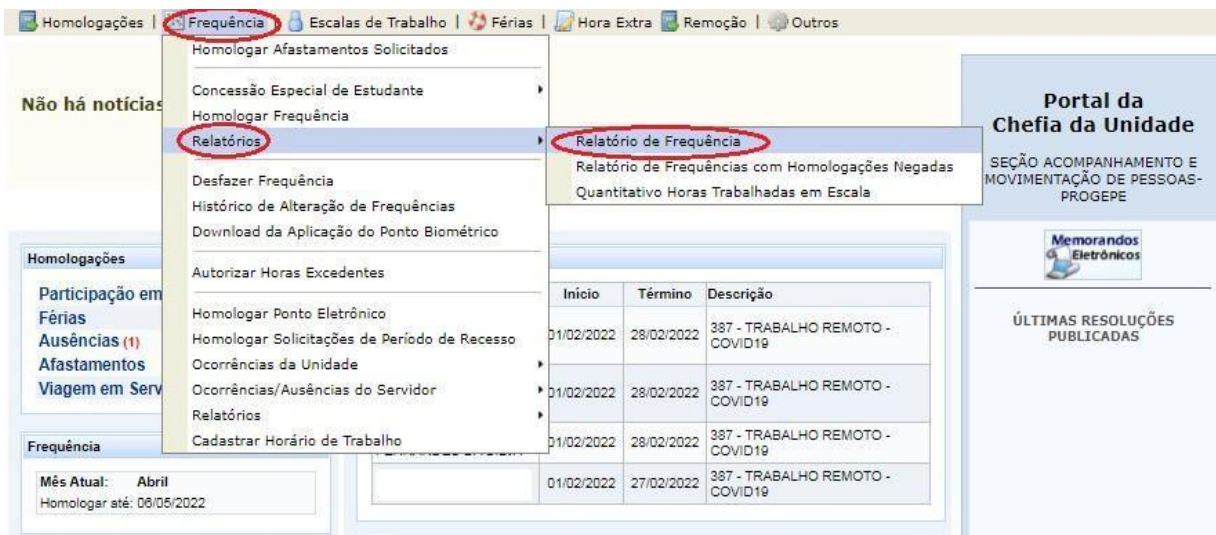 Homologações | Frequência | Escalas de Trabalho | Férias | Hora Extra Remoção | Outros
Homologar Afastamentos Solicitados
Não há notícias
Concessão Especial de Estudante
Homologar Frequência
Relatórios
Desfazer Frequência
Histórico de Alteração de Frequências
Download da Aplicação do Ponto Biométrico
Autorizar Horas Excedentes
Homologar Ponto Eletrônico
Homologar Solicitações de Período de Recesso
Ocorrências da Unidade
Ocorrências/Ausências do Servidor
Relatórios
Cadastrar Horário de Trabalho
Relatório de Frequência
Relatório de Frequências com Homologações Negadas
Quantitativo Horas Trabalhadas em Escala
Portal da
Chefia da Unidade
SEÇÃO ACOMPANHAMENTO E
MOVIMENTAÇÃO DE PESSOAS-
PROGEPE
Memorandos
Eletrônicos
ÚLTIMAS RESOLUÇÕES
PUBLICADAS
Homologações
Participação em
Férias
Ausências (1)
Afastamentos
Viagem em Serv
Início Término Descrição
01/02/2022 28/02/2022 387 - TRABALHO REMOTO -
COVID19
01/02/2022 28/02/2022 387 - TRABALHO REMOTO -
COVID19
01/02/2022 28/02/2022 387 - TRABALHO REMOTO -
COVID19
01/02/2022 27/02/2022 387 - TRABALHO REMOTO -
COVID19
Frequência
Mês Atual: Abril
Homologar até: 06/05/2022